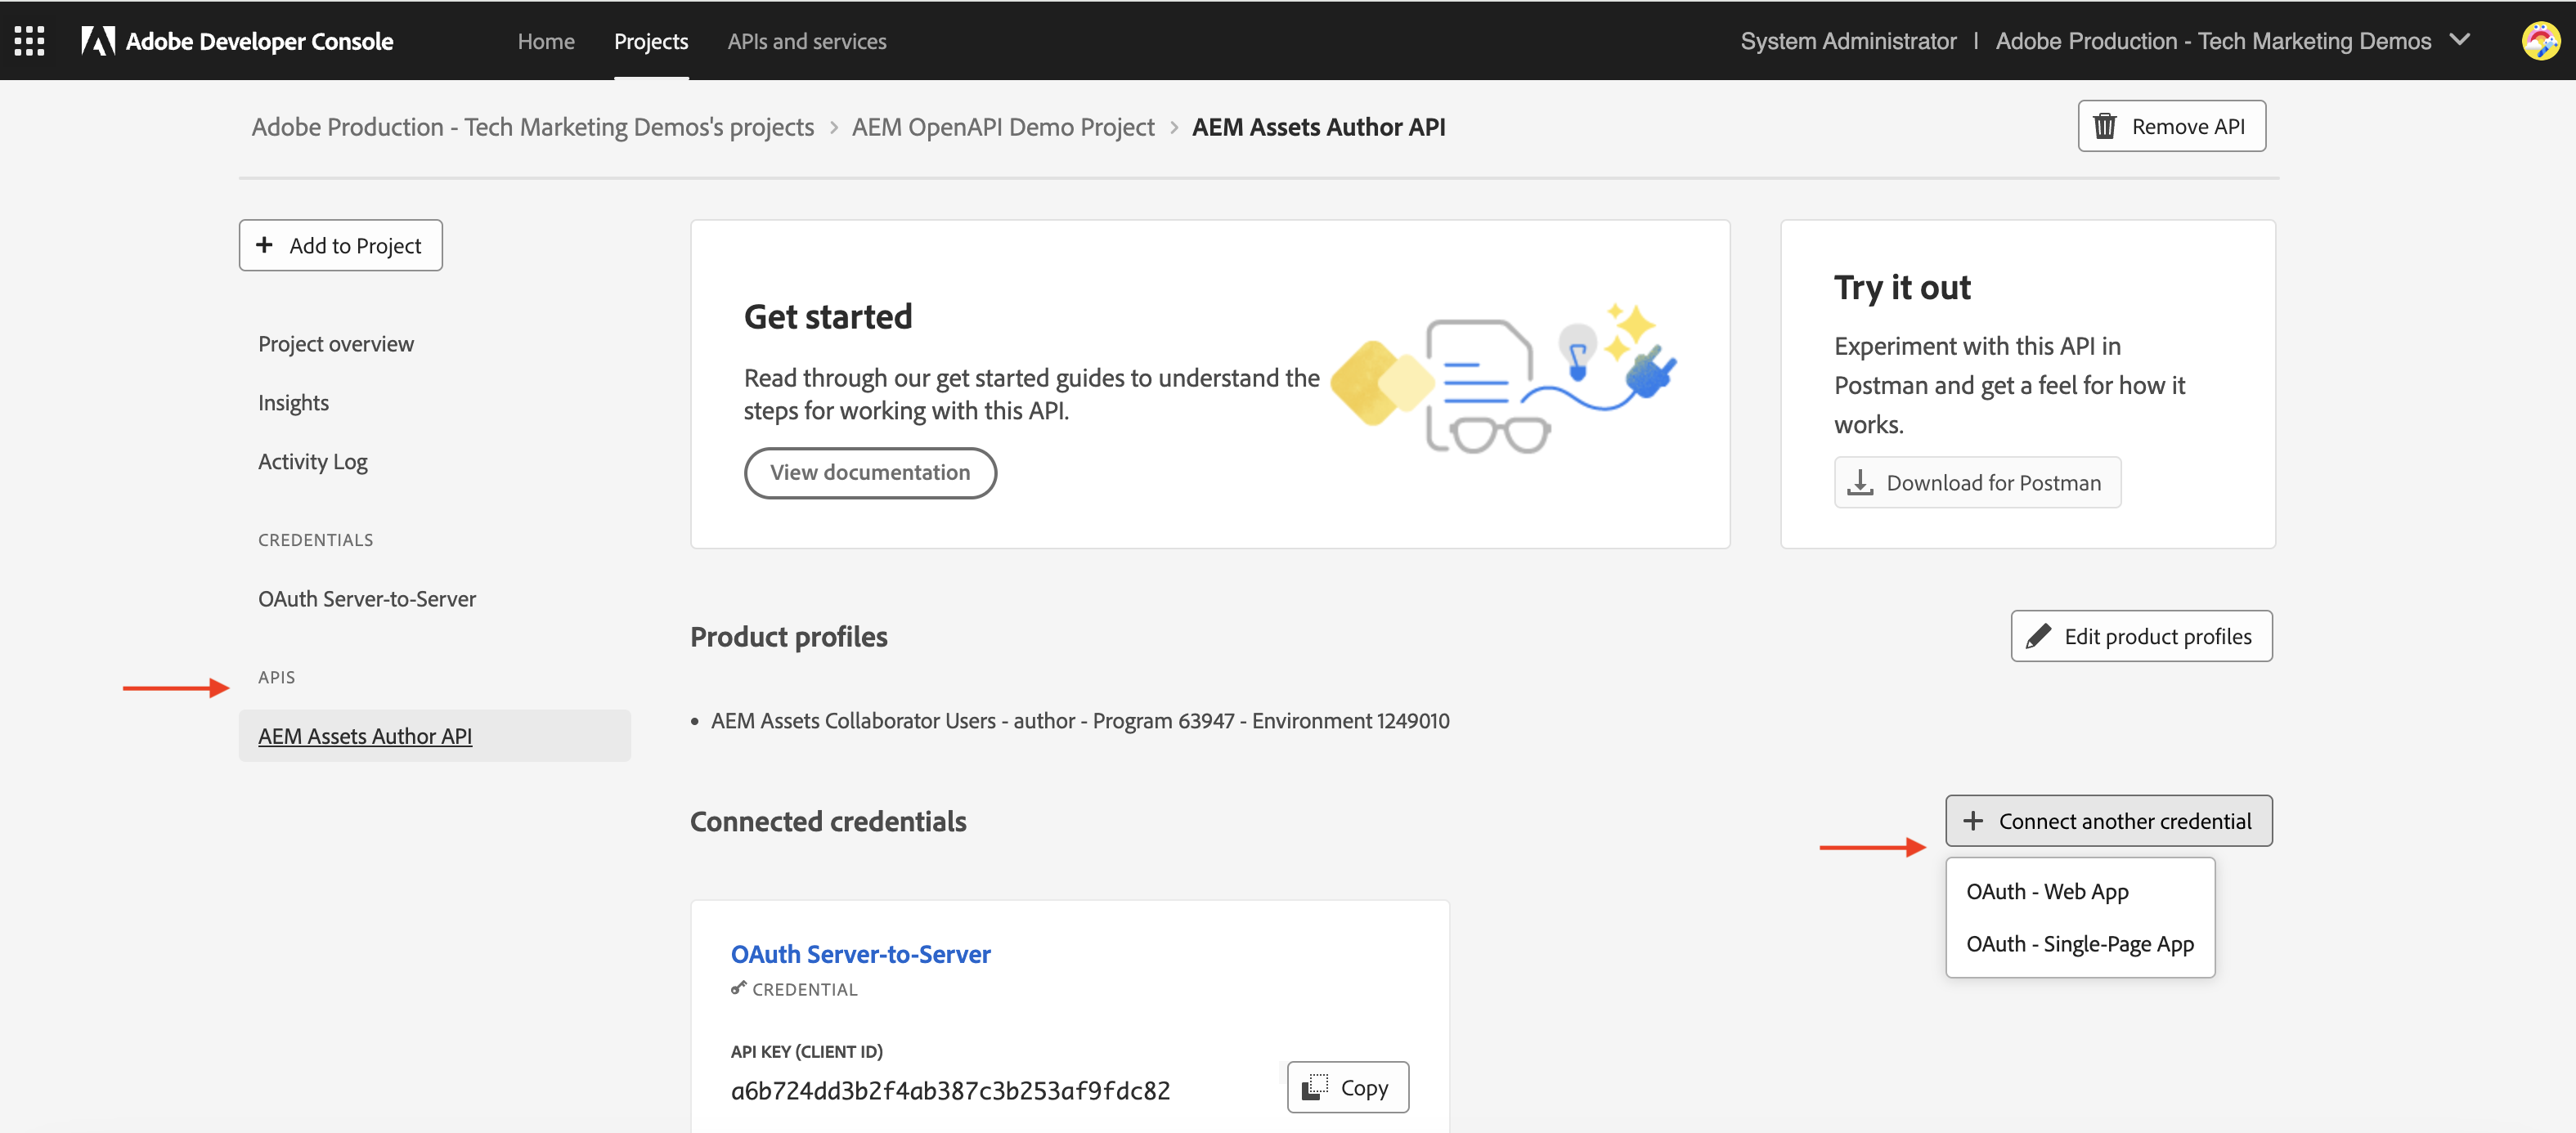 Adobe Developer Console
Home
Projects
APIs and services
System Administrator | Adobe Production - Tech Marketing Demos
Adobe Production - Tech Marketing Demos's projects > AEM OpenAPI Demo Project > AEM Assets Author API
Remove API
+ Add to Project
Project overview
Insights
Activity Log
CREDENTIALS
OAuth Server-to-Server
APIS
AEM Assets Author API
Get started
Read through our get started guides to understand the
steps for working with this API.
View documentation
Try it out
Experiment with this API in
Postman and get a feel for how it
works.
Download for Postman
Product profiles
Edit product profiles
• AEM Assets Collaborator Users - author - Program 63947 - Environment 1249010
Connected credentials
+ Connect another credential
OAuth - Web App
OAuth - Single-Page App
OAuth Server-to-Server
CREDENTIAL
API KEY (CLIENT ID)
a6b724dd3b2f4ab387c3b253af9fdc82
Copy